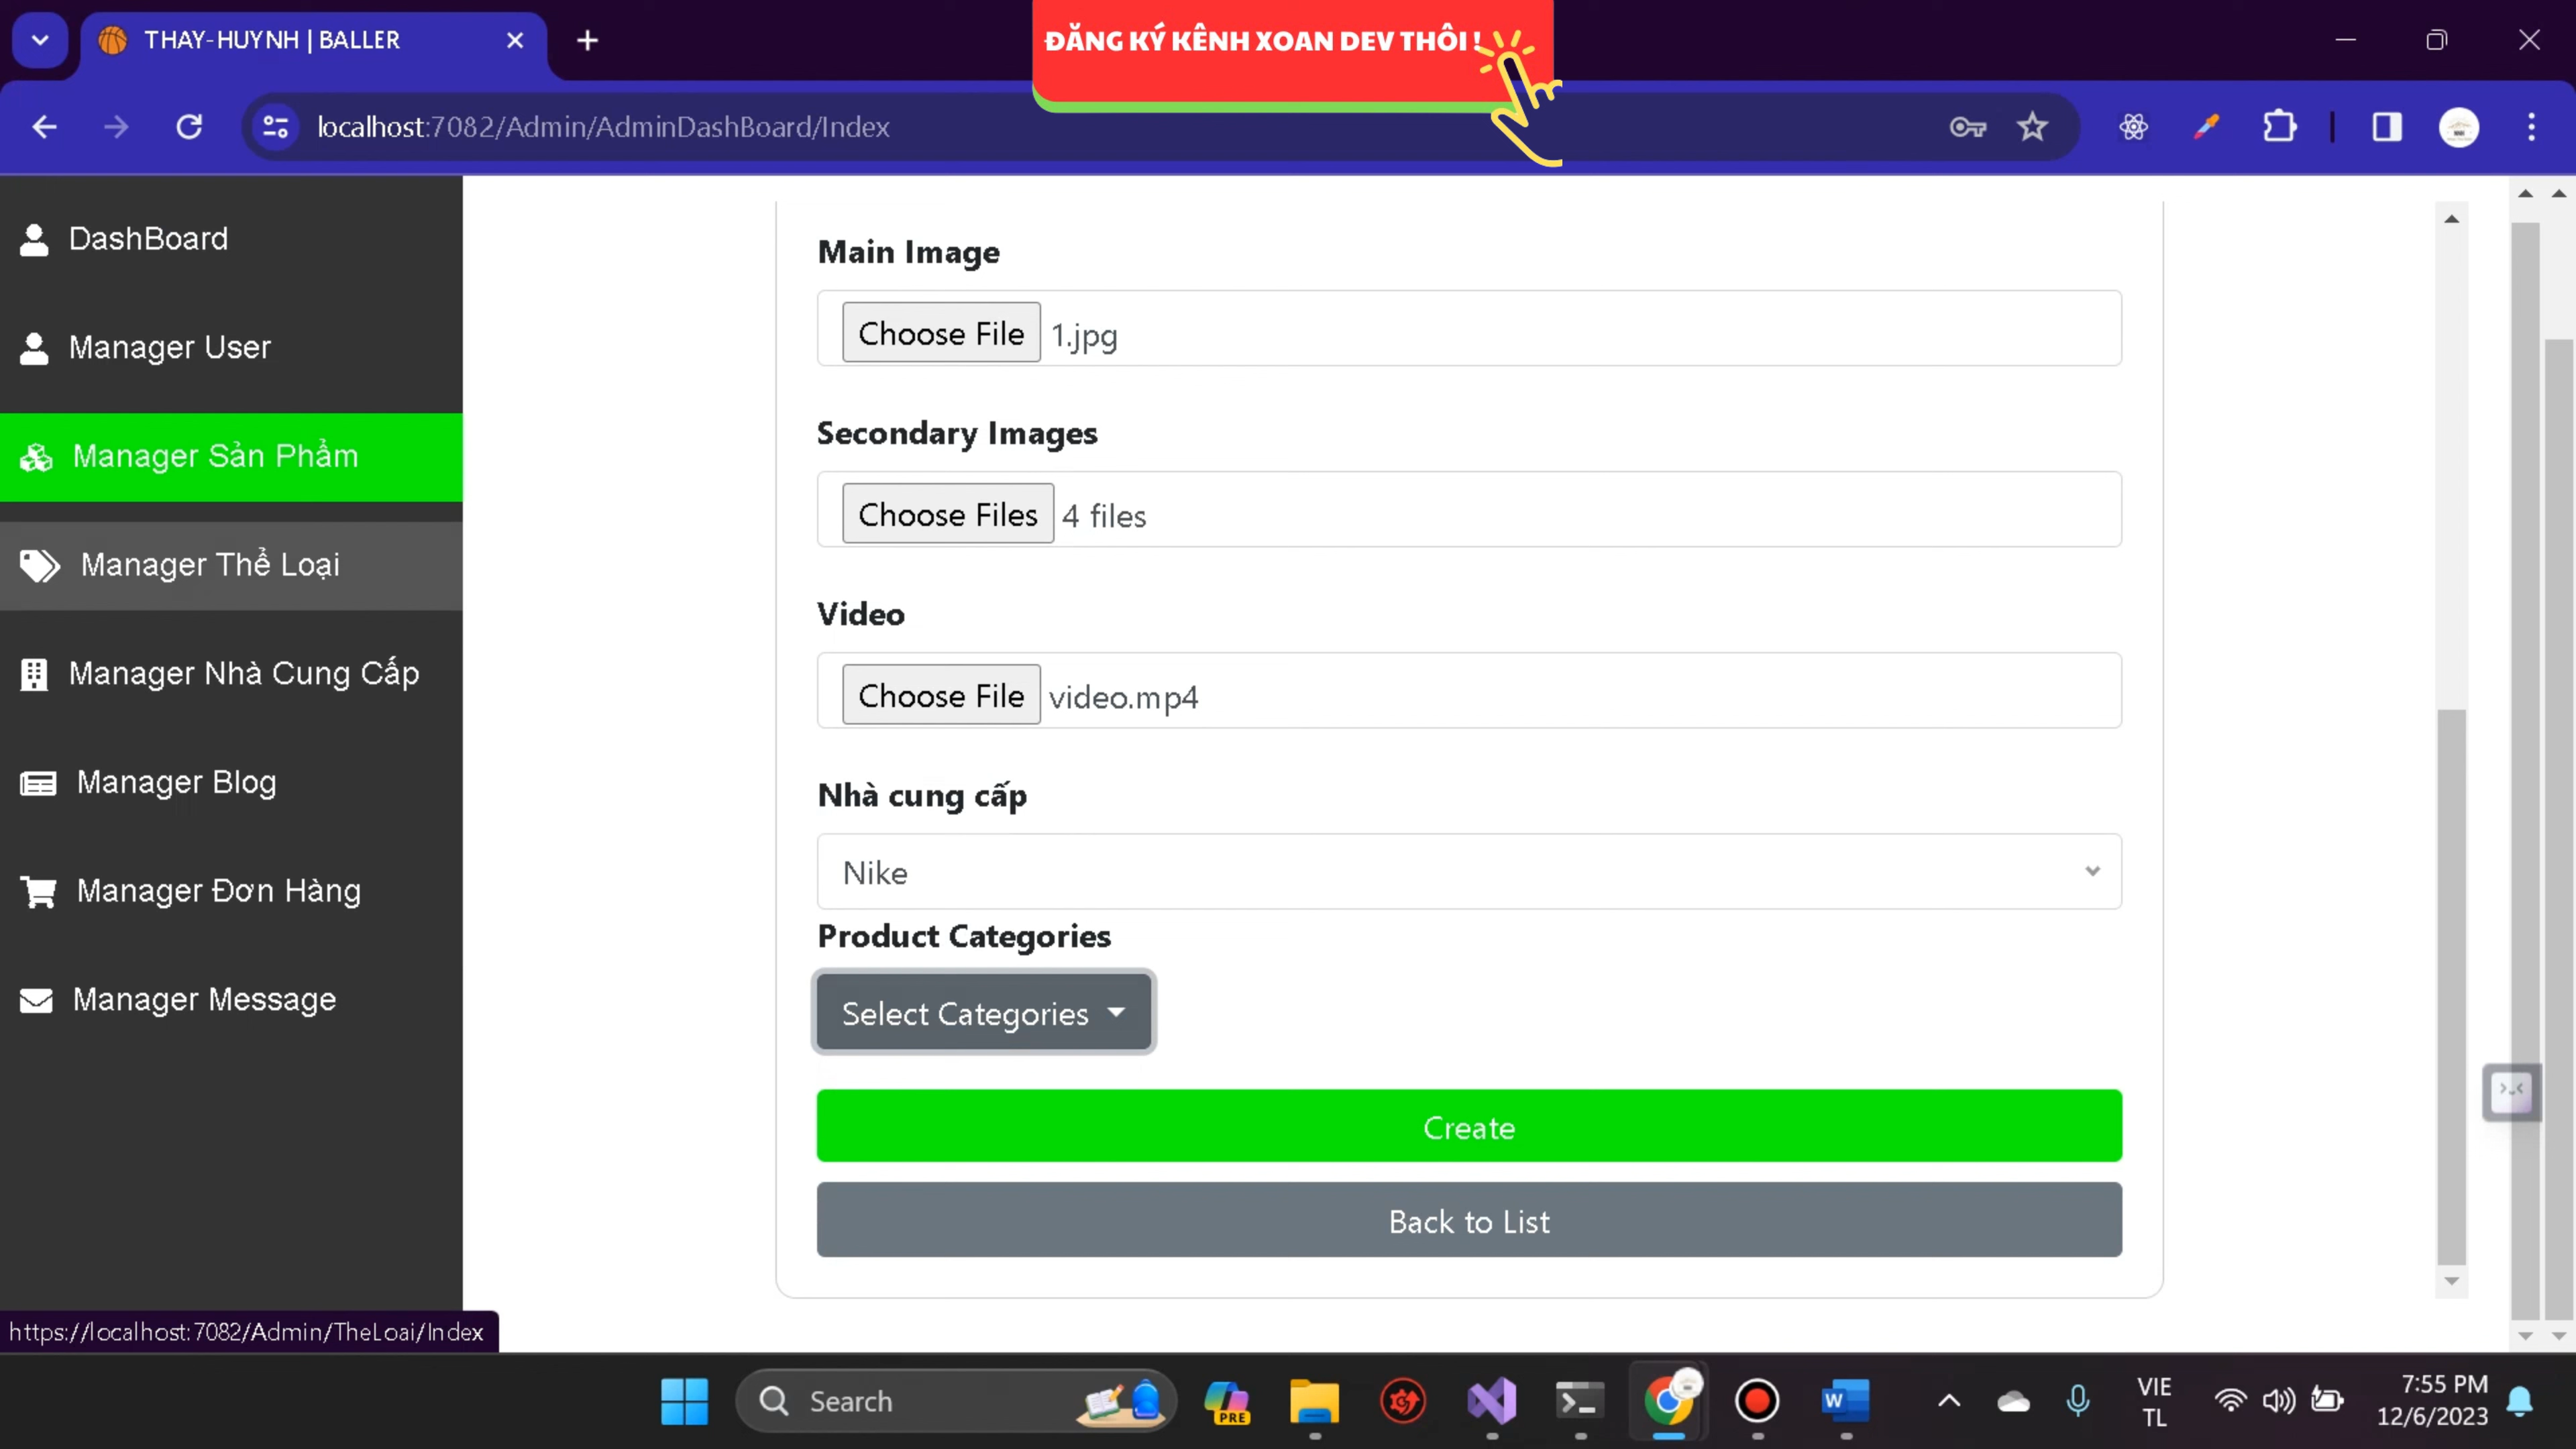 THAY-HUYNH | BALLER
ĐĂNG KÝ KÊNH XOAN DEV THÔI !
localhost:7082/Admin/AdminDashBoard/Index
DashBoard
Manager User
Manager Sản Phẩm
Manager Thể Loại
Manager Nhà Cung Cấp
Manager Blog
Manager Đơn Hàng
Manager Message
Main Image
Choose File 1.jpg
Secondary Images
Choose Files 4 files
Video
Choose File video.mp4
Nhà cung cấp
Nike
Product Categories
Select Categories
Create
Back to List
https://localhost:7082/Admin/TheLoai/Index
Search
PRE
W
VIE
TL
7:55 PM
12/6/2023